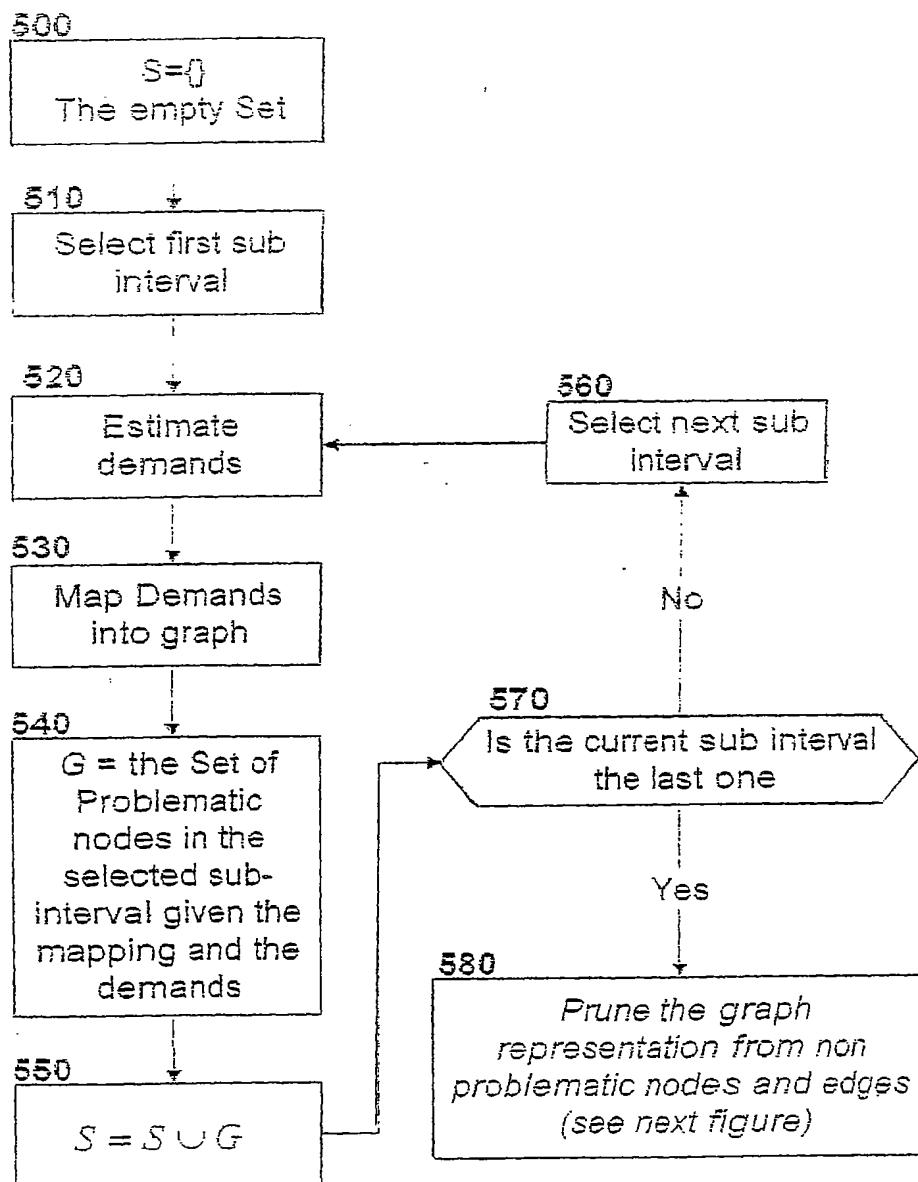 500
S={}
The empty Set
510
Select first sub
interval
520
Estimate
demands
530
Map Demands
into graph
540
G = the Set of
Problematic
nodes in the
selected sub-
interval given the
mapping and the
demands
550
S = S ∪ G
560
Select next sub
interval
No
570
Is the current sub interval
the last one
Yes
580
Prune the graph
representation from non
problematic nodes and edges
(see next figure)